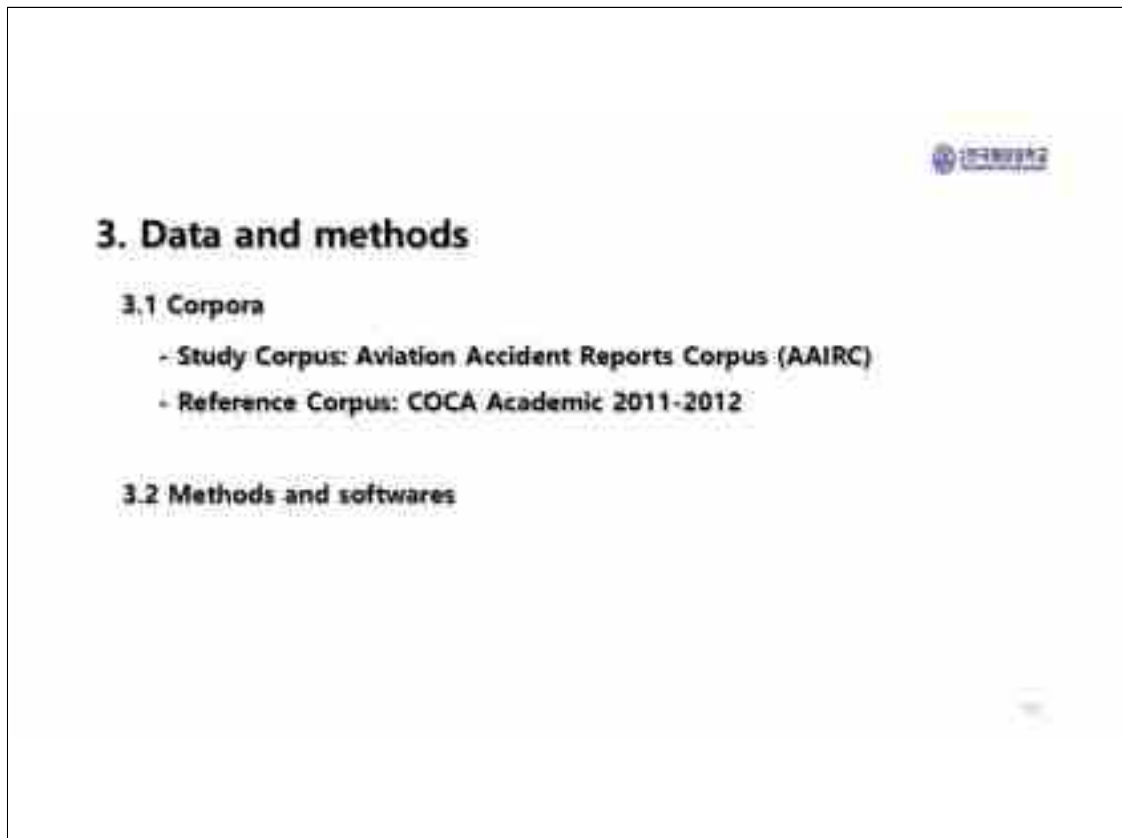 3. Data and methods
3.1 Corpora
- Study Corpus: Aviation Accident Reports Corpus (AAIRC)
- Reference Corpus: COCA Academic 2011-2012
3.2 Methods and softwares